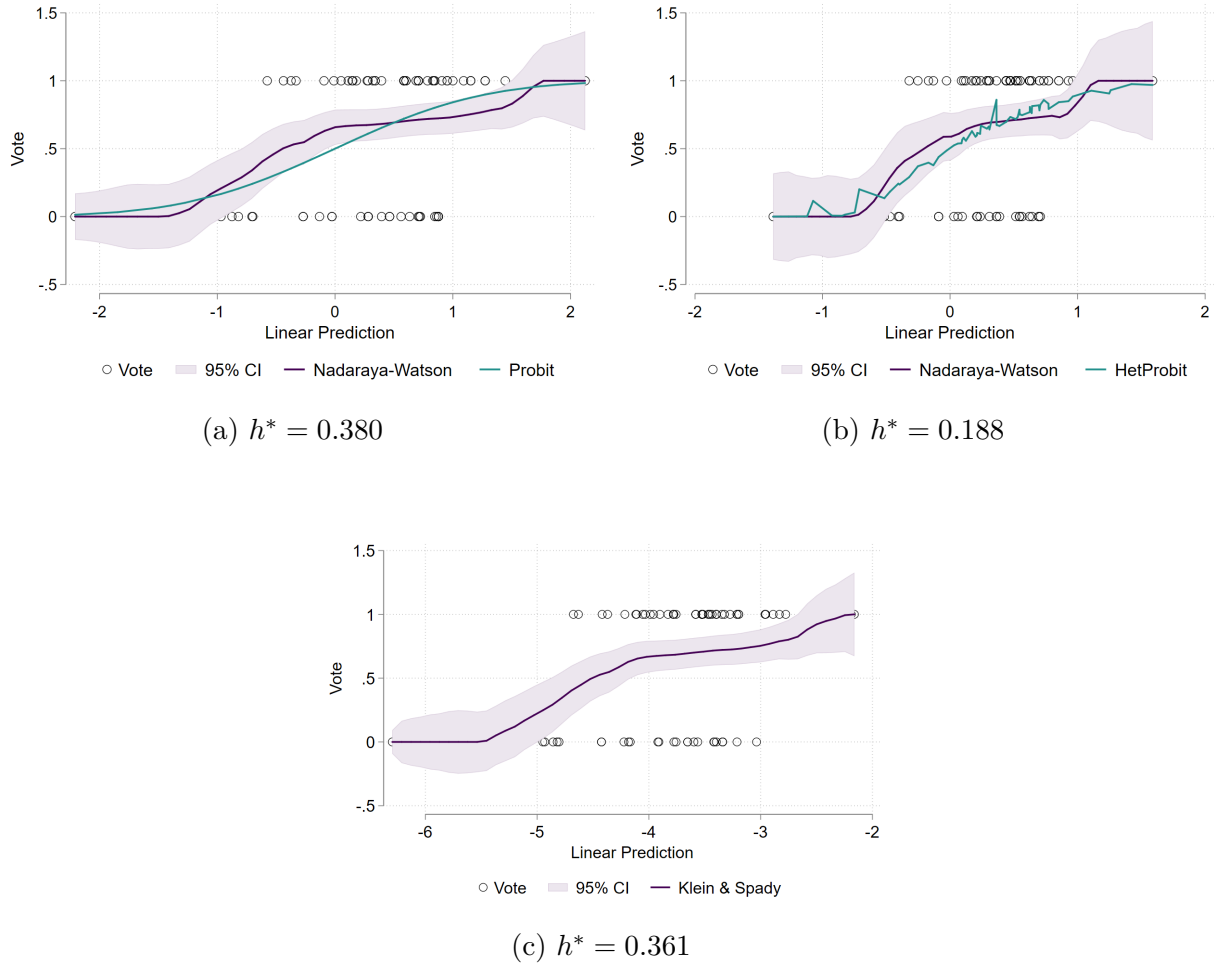 1.5
1
.5
0
-.5
Vote
-2
-1
0
1
2
Linear Prediction
Vote 95% CI Nadaraya-Watson Probit
(a) h* = 0.380
1.5
1
.5
0
-.5
Vote
-2
-1
0
1
2
Linear Prediction
Vote 95% CI Nadaraya-Watson HetProbit
(b) h* = 0.188
1.5
1
.5
0
-.5
Vote
-6
-5
-4
-3
-2
Linear Prediction
Vote 95% CI Klein & Spady
(c) h* = 0.361